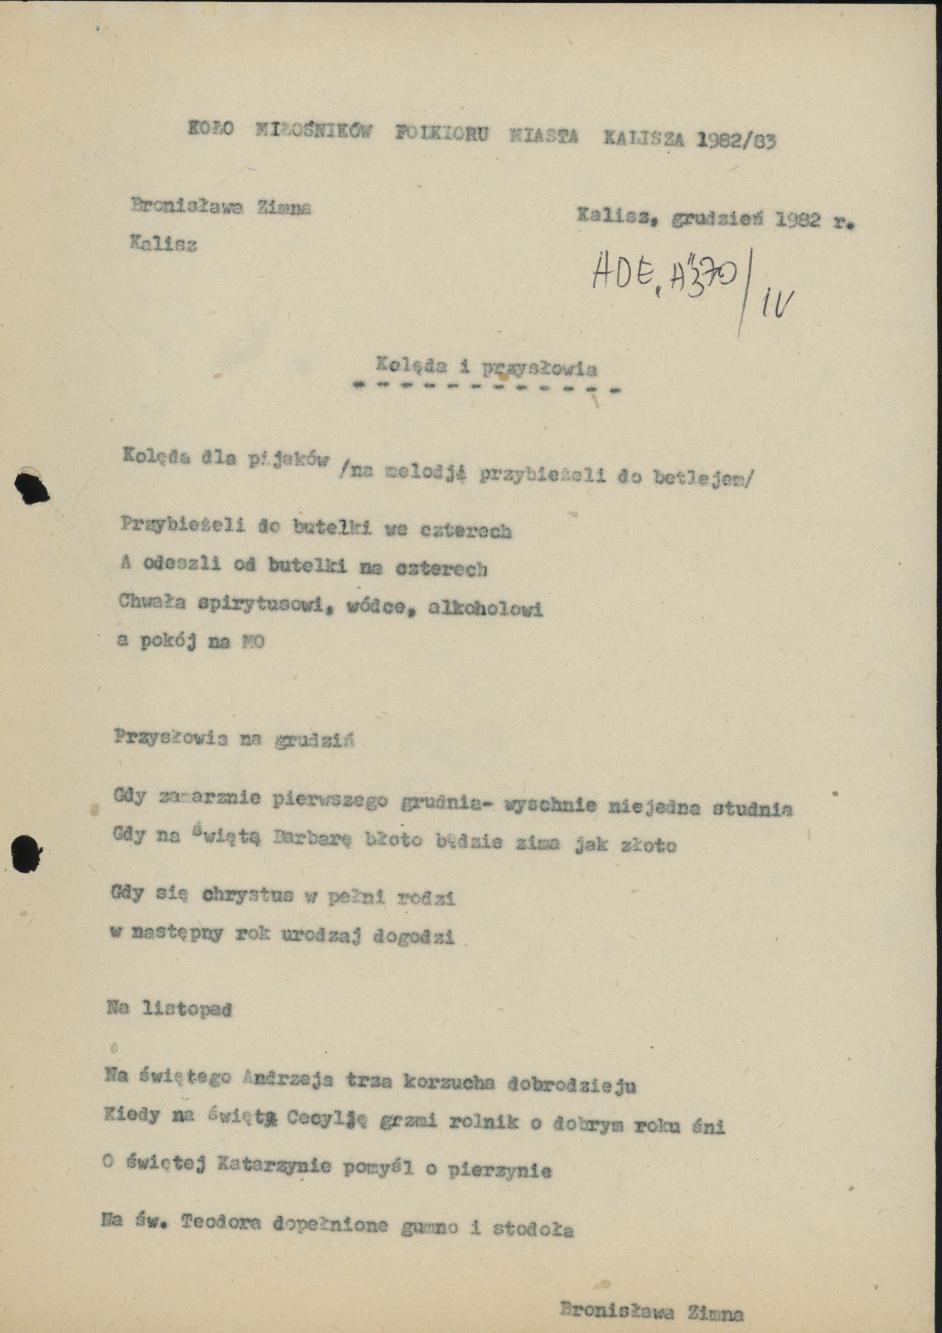 KOŁO MIŁOŚNIKÓW FOLKIORU MIASTA KALISZA 1982/83
Bronisława Zimna
Kalisz, grudzień 1982 r.
Kalisz
ADE „A" 370/IV
Kolęda i przysłowia
Kolęda dla pijaków /na melodję przybieżeli do betlejem/
Przybieżeli do butelki we czterech
A odeszli od butelki na czterech
Chwała spirytusowi, wódce, alkoholowi
a pokój na MO
Przysłowia na grudziń
Gdy zamarznie pierwszego grudnia- wyschnie niejedna studnia
Gdy na świętą Barbarę błoto będzie zima jak złoto
Gdy się chrystus w pełni rodzi
w następny rok urodzaj dogodzi
Na listopad
Na świętego Andrzeja trza korzucha dobrodzieju
Kiedy na świętą Cecylję grzmi rolnik o dobrym roku śni
O świętej Katarzynie pomyśl o pierzynie
Na św. Teodora dopełnione gumno i stodoła
Bronisława Zimna